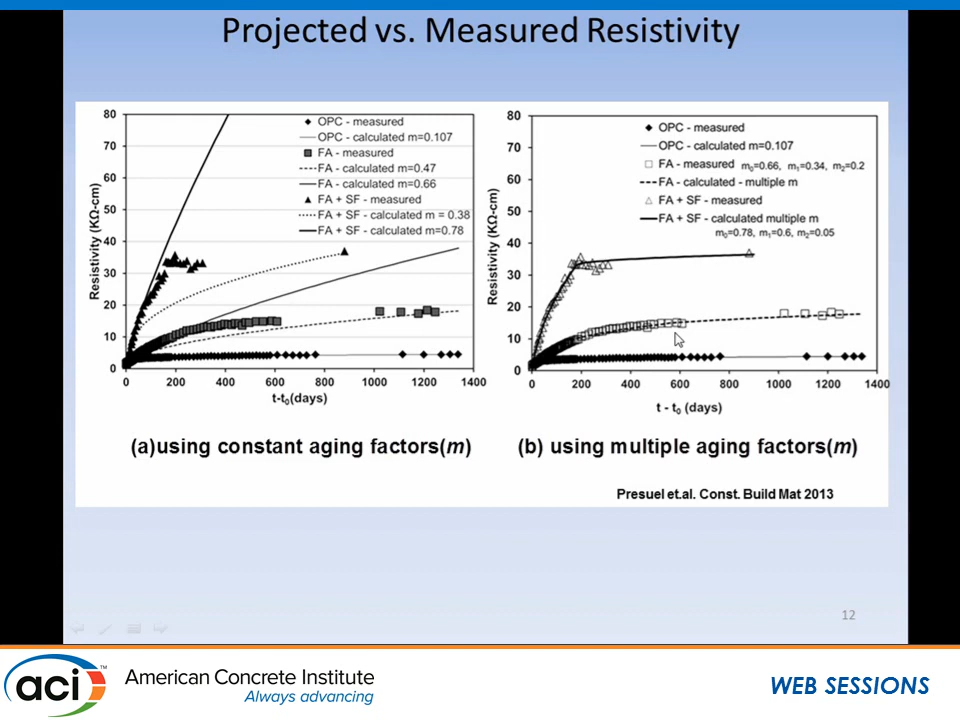 Projected vs. Measured Resistivity
80
70
60
50
40
30
20
10
0
Resistivity (KΩ-cm)
0 200 400 600 800 1000 1200 1400
t-t0(days)
OPC - measured
OPC - calculated m=0.107
FA - measured
FA - calculated m=0.47
FA - calculated m=0.66
FA + SF - measured
FA + SF - calculated m = 0.38
FA + SF - calculated m=0.78
(a)using constant aging factors(m)
80
70
60
50
40
30
20
10
0
Resistivity (KΩ-cm)
0 200 400 600 800 1000 1200 1400
t - t0 (days)
OPC - measured
OPC - calculated m=0.107
FA - measured m0=0.66, m1=0.34, m2=0.2
FA - calculated - multiple m
FA + SF - measured
FA + SF - calculated multiple m
m0=0.78, m1=0.6, m2=0.05
(b) using multiple aging factors(m)
Presuel et.al. Const. Build Mat 2013
12
aci™
American Concrete Institute
Always advancing
WEB SESSIONS